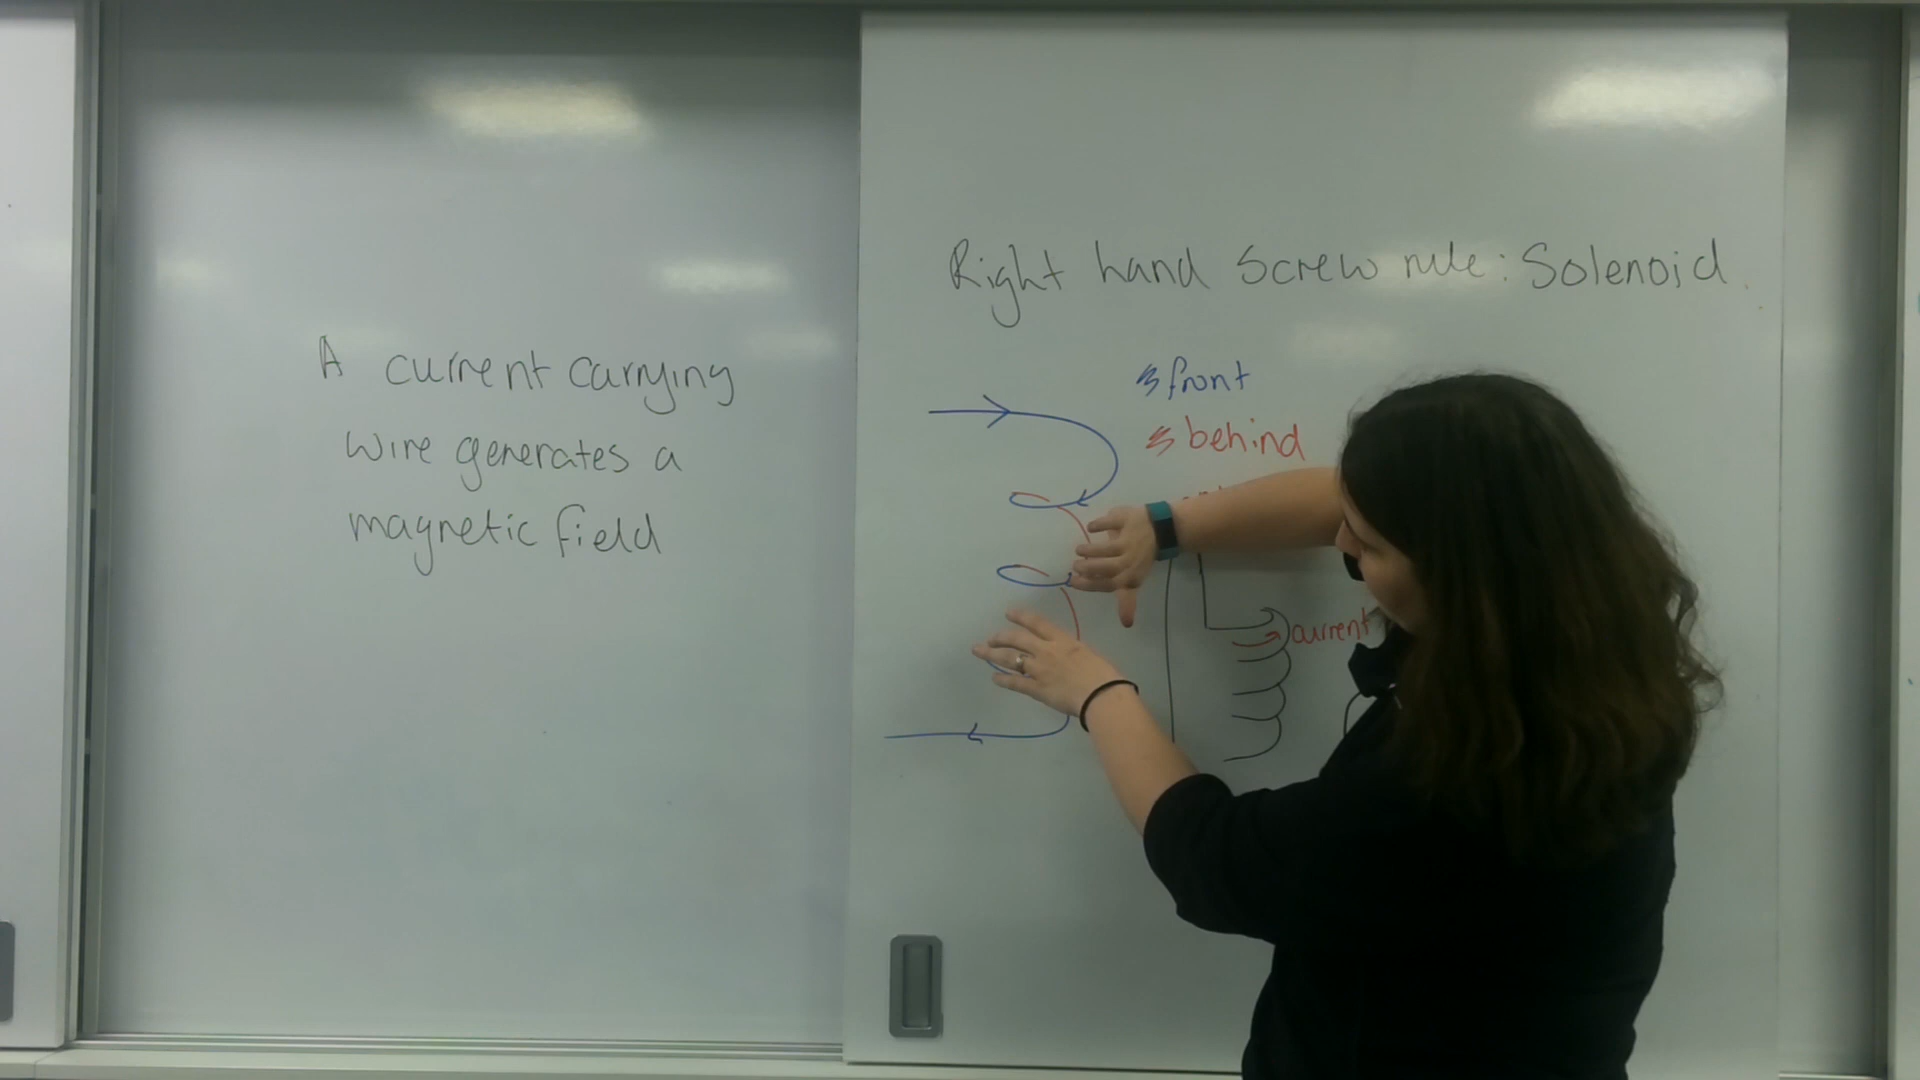 A current carrying
wire generates a
magnetic field
Right hand screw rule: Solenoid.
front
behind
current